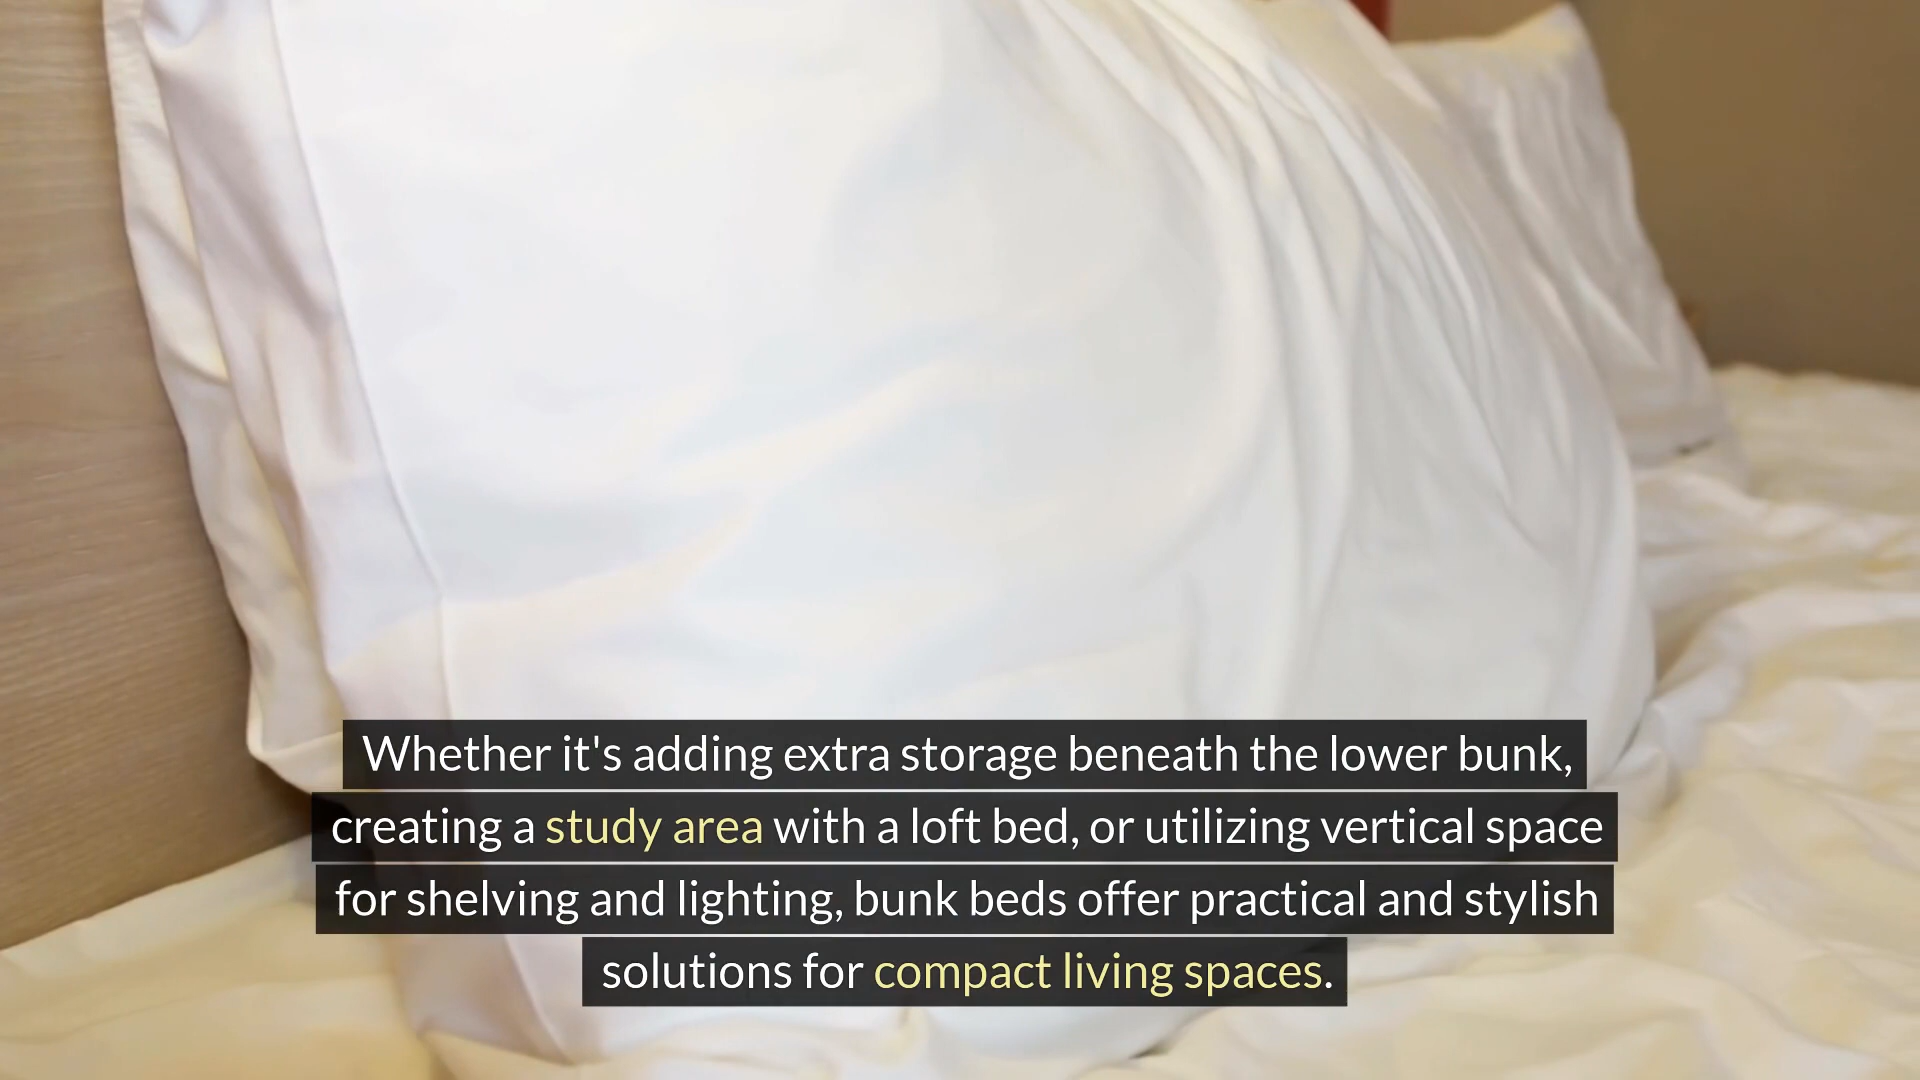 Whether it's adding extra storage beneath the lower bunk,
creating a study area with a loft bed, or utilizing vertical space
for shelving and lighting, bunk beds offer practical and stylish
solutions for compact living spaces.